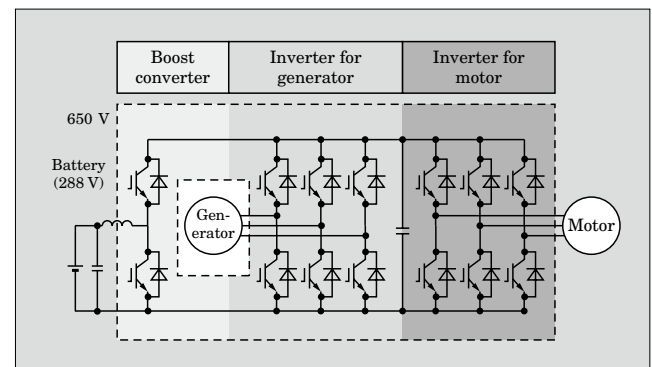 Boost
converter
Inverter for
generator
Inverter for
motor
650 V
Battery
(288 V)
Gen-
erator
Motor